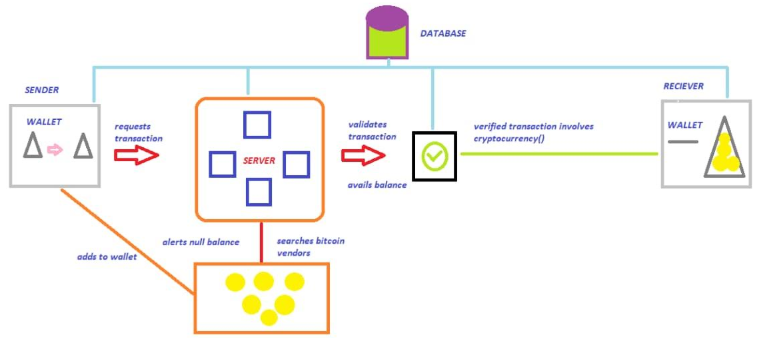 DATABASE
SENDER
RECIEVER
WALLET
requests
transaction
validates
transaction
verified transaction involves
cryptocurrency()
WALLET
SERVER
avails balance
alerts null balance
searches bitcoin
vendors
adds to wallet